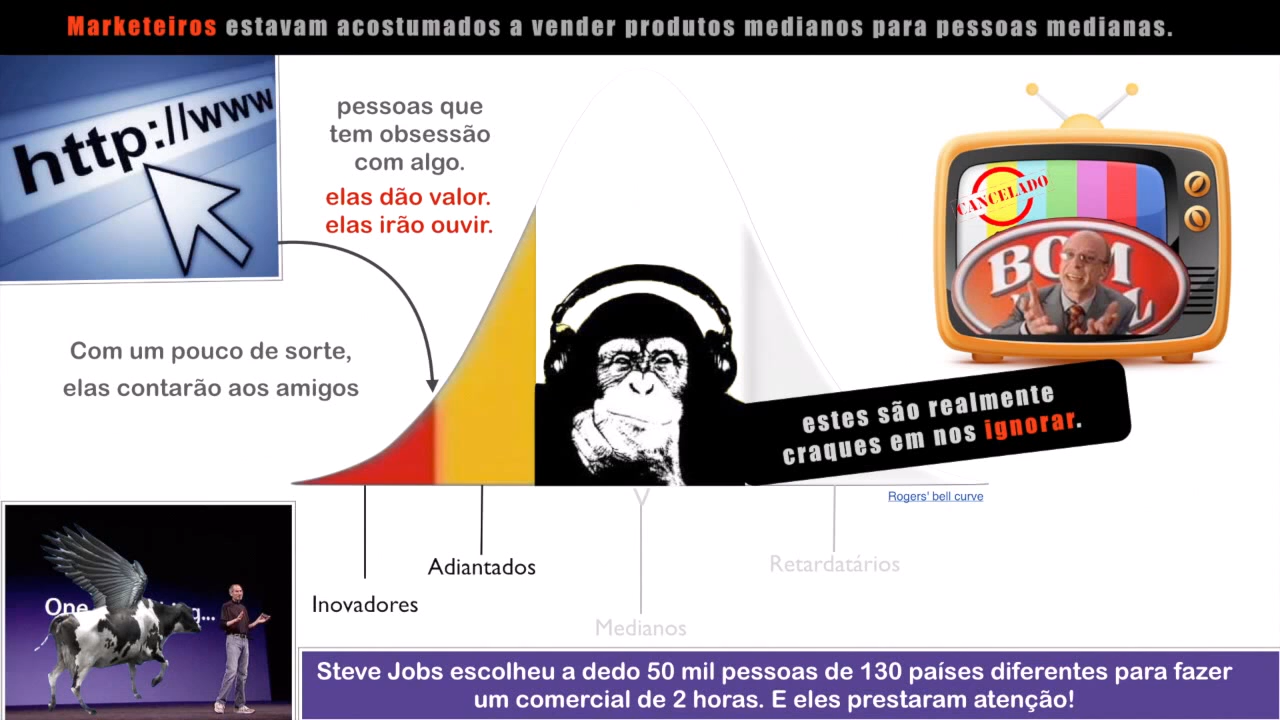 Marketeiros estavam acostumados a vender produtos medianos para pessoas medianas.
http://www
pessoas que
tem obsessão
com algo.
elas dão valor.
elas irão ouvir.
CANCELADO
Com um pouco de sorte,
elas contarão aos amigos
estes são realmente
craques em nos ignorar.
Rogers' bell curve
Adiantados
Retardatários
Inovadores
Medianos
One
Steve Jobs escolheu a dedo 50 mil pessoas de 130 países diferentes para fazer
um comercial de 2 horas. E eles prestaram atenção!